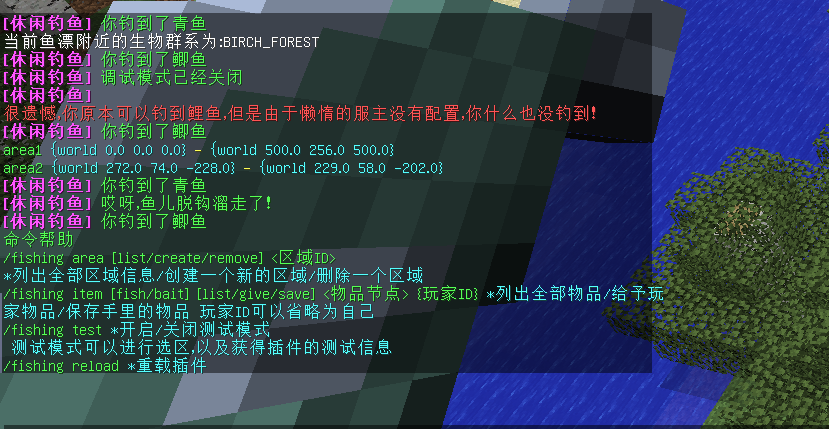 [休闲钓鱼] 你钓到了青鱼
当前鱼漂附近的生物群系为:BIRCH_FOREST
[休闲钓鱼] 你钓到了鲫鱼
[休闲钓鱼] 调试模式已经关闭
[休闲钓鱼]
很遗憾,你原本可以钓到鲤鱼,但是由于懒惰的服主没有配置,你什么也没钓到!
[休闲钓鱼] 你钓到了鲫鱼
area1 {world 0.0 0.0 0.0} - {world 500.0 256.0 500.0}
area2 {world 272.0 74.0 -228.0} - {world 229.0 58.0 -202.0}
[休闲钓鱼] 你钓到了青鱼
[休闲钓鱼] 哎呀,鱼儿脱钩溜走了!
[休闲钓鱼] 你钓到了鲫鱼
命令帮助
/fishing area [list/create/remove] <区域ID>
*列出全部区域信息/创建一个新的区域/删除一个区域
/fishing item [fish/bait] [list/give/save] <物品节点> {玩家ID} *列出全部物品/给予玩
家物品/保存手里的物品 玩家ID可以省略为自己
/fishing test *开启/关闭测试模式
测试模式可以进行选区,以及获得插件的测试信息
/fishing reload *重载插件